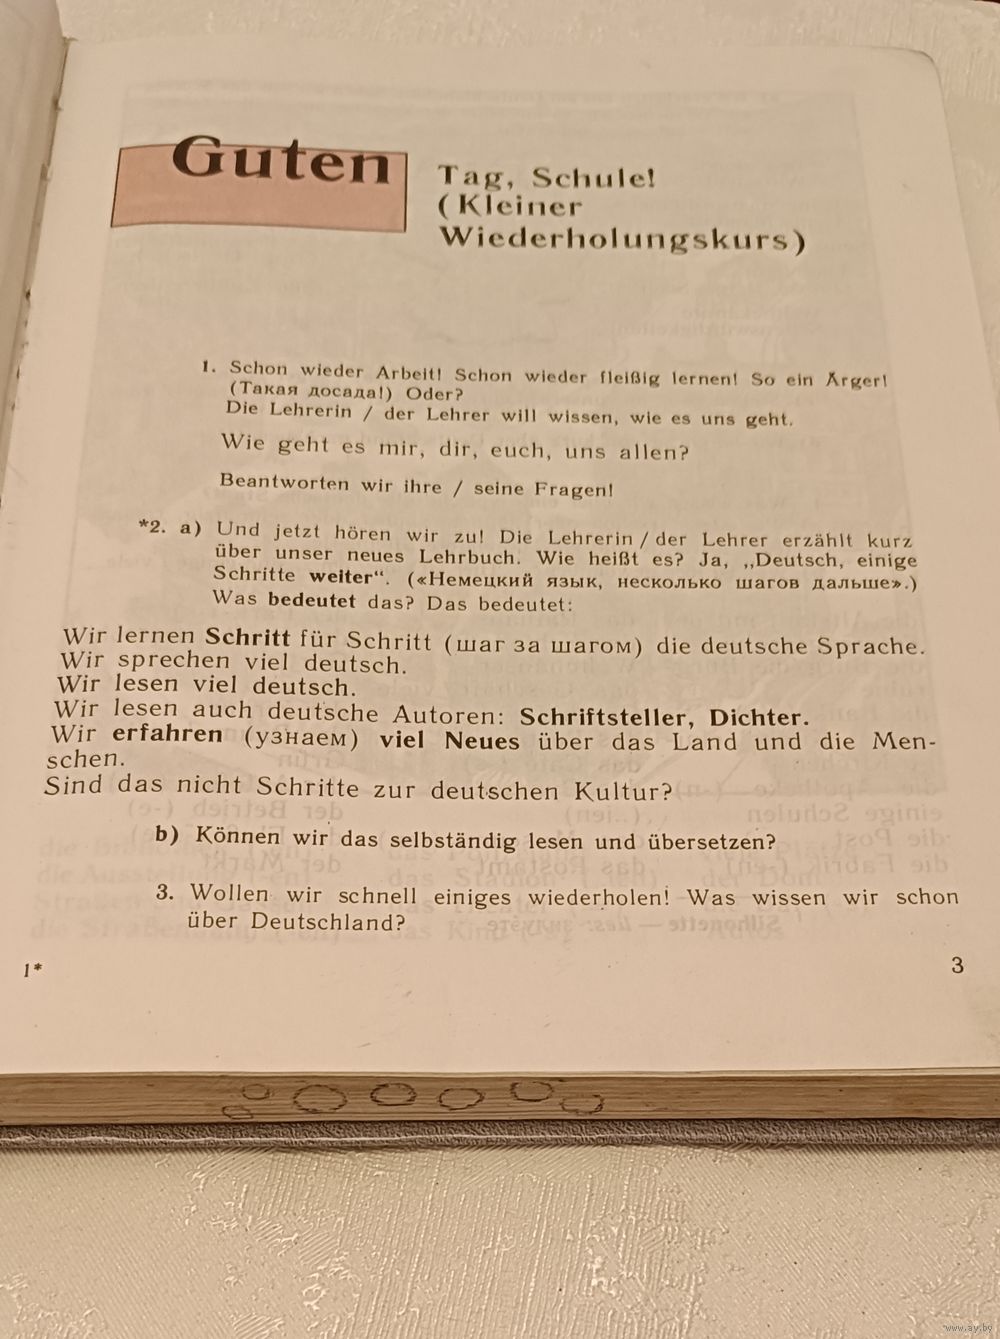 Guten
Tag, Schule!
(Kleiner
Wiederholungskurs)
1. Schon wieder Arbeit! Schon wieder fleißig lernen! So ein Ärger!
(Такая досада!) Oder?
Die Lehrerin / der Lehrer will wissen, wie es uns geht.
Wie geht es mir, dir, euch, uns allen?
Beantworten wir ihre / seine Fragen!
*2. a) Und jetzt hören wir zu! Die Lehrerin / der Lehrer erzählt kurz
über unser neues Lehrbuch. Wie heißt es? Ja, „Deutsch, einige
Schritte weiter“. («Немецкий язык, несколько шагов дальше».)
Was bedeutet das? Das bedeutet:
Wir lernen Schritt für Schritt (шаг за шагом) die deutsche Sprache.
Wir sprechen viel deutsch.
Wir lesen viel deutsch.
Wir lesen auch deutsche Autoren: Schriftsteller, Dichter.
Wir erfahren (узнаем) viel Neues über das Land und die Men-
schen.
Sind das nicht Schritte zur deutschen Kultur?
b) Können wir das selbständig lesen und übersetzen?
3. Wollen wir schnell einiges wiederholen! Was wissen wir schon
über Deutschland?
1*
3
www.ay.by